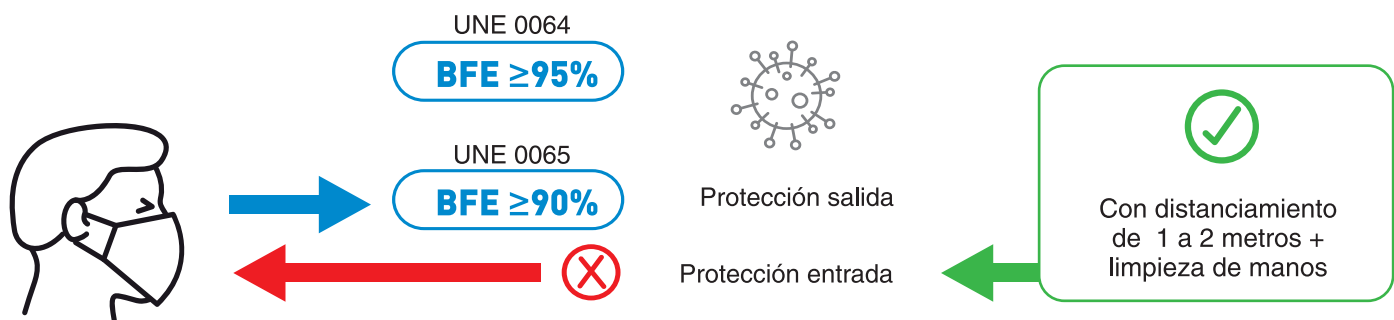 UNE 0064
BFE ≥95%
UNE 0065
BFE ≥90%
Protección salida
Protección entrada
Con distanciamiento
de 1 a 2 metros +
limpieza de manos